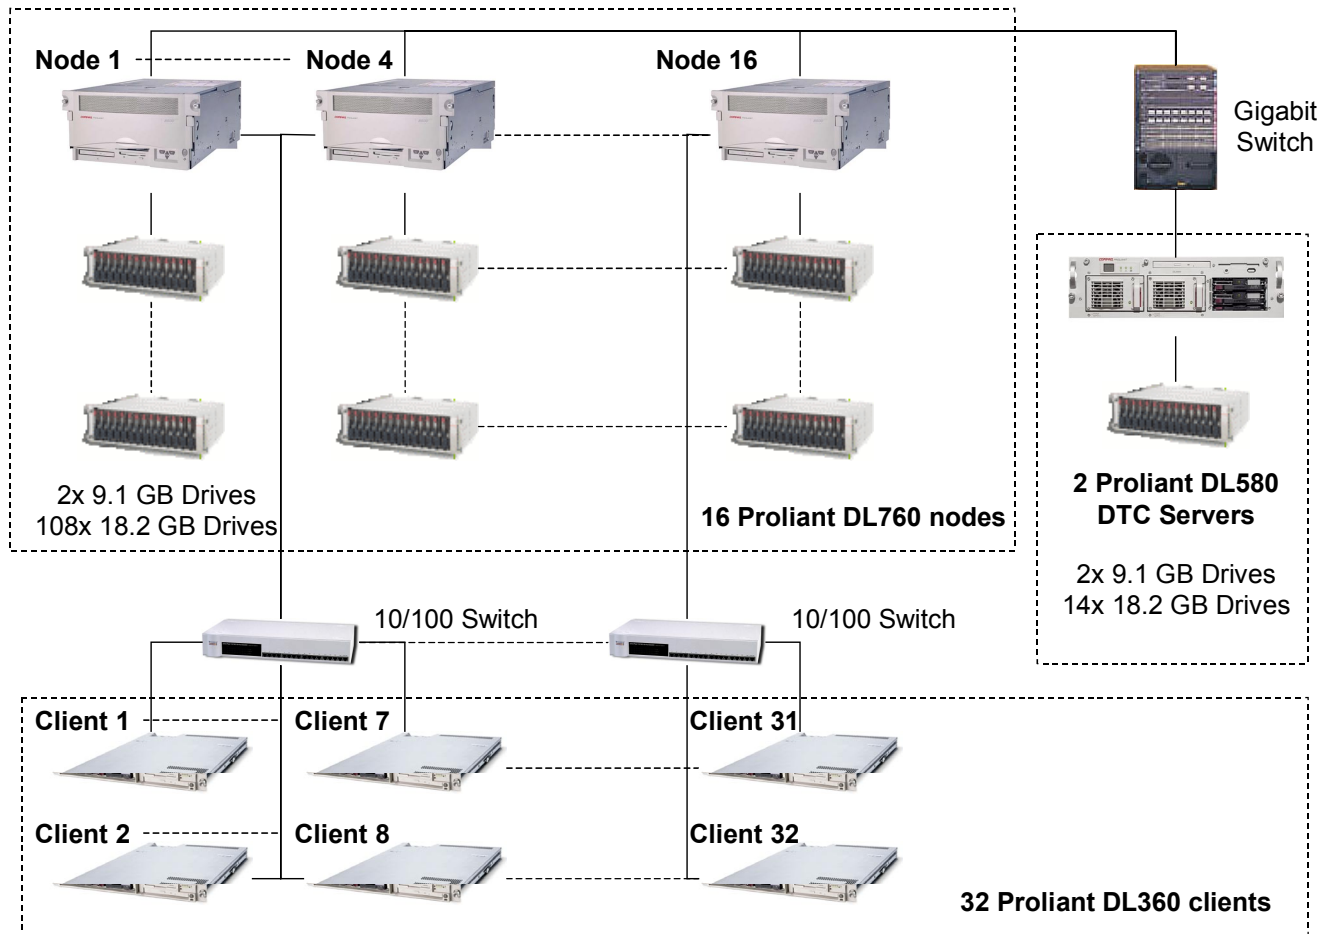 Node 1
Node 4
Node 16
Gigabit
Switch
2x 9.1 GB Drives
108x 18.2 GB Drives
16 Proliant DL760 nodes
2 Proliant DL580
DTC Servers
2x 9.1 GB Drives
14x 18.2 GB Drives
10/100 Switch
10/100 Switch
Client 1
Client 7
Client 31
Client 2
Client 8
Client 32
32 Proliant DL360 clients